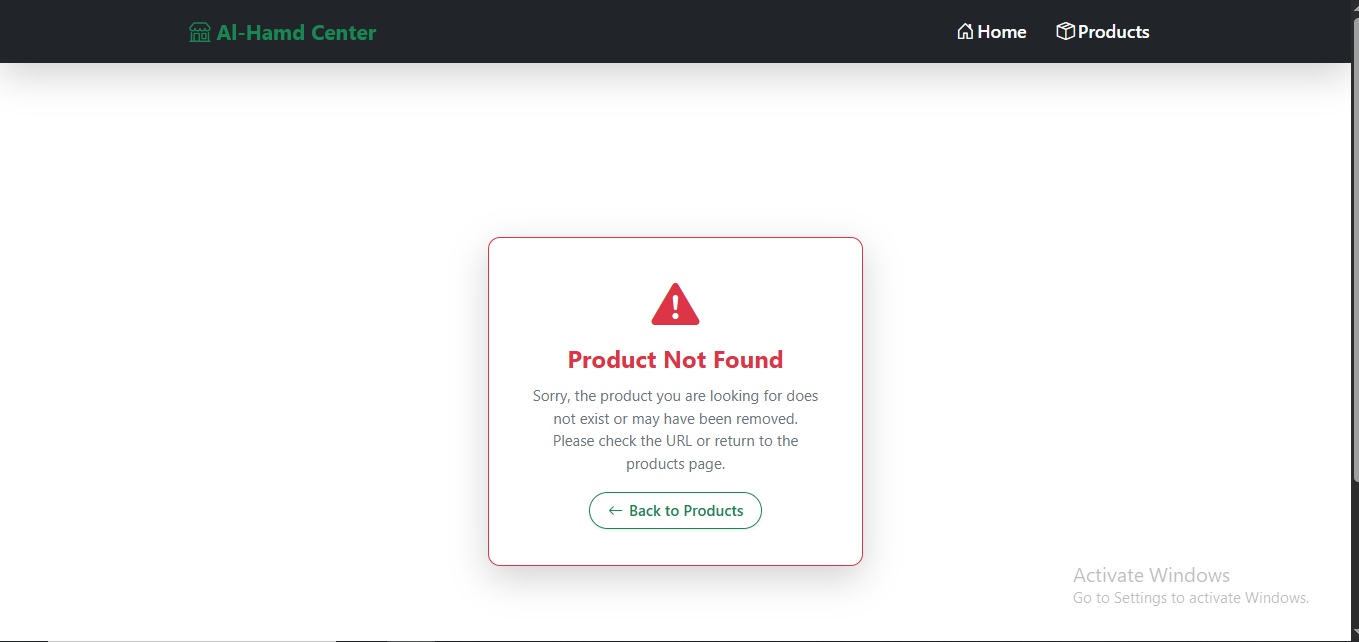 Al-Hamd Center
Home
Products
Product Not Found
Sorry, the product you are looking for does
not exist or may have been removed.
Please check the URL or return to the
products page.
← Back to Products
Activate Windows
Go to Settings to activate Windows.